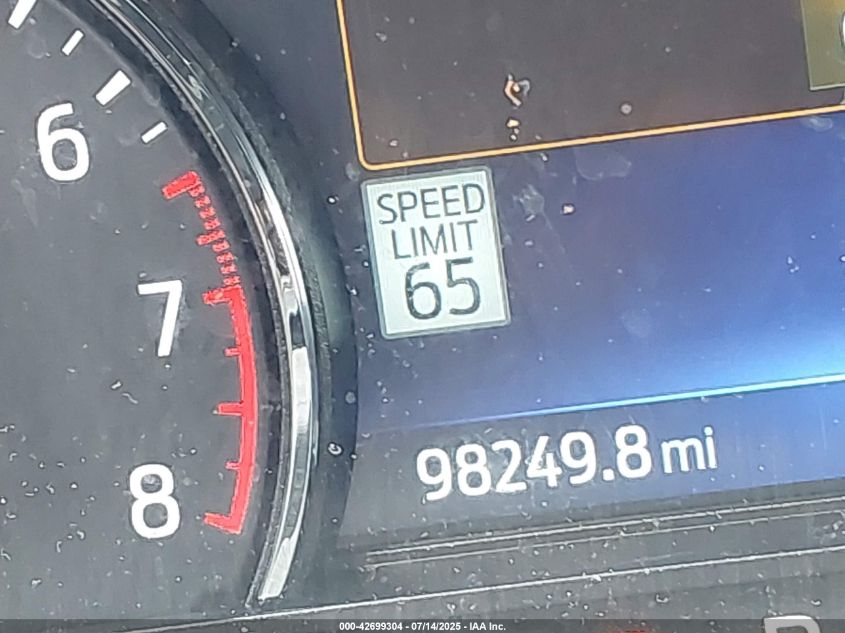 6
7
8
SPEED
LIMIT
65
98249.8 mi
000-42699304 - 07/14/2025 - IAA Inc.